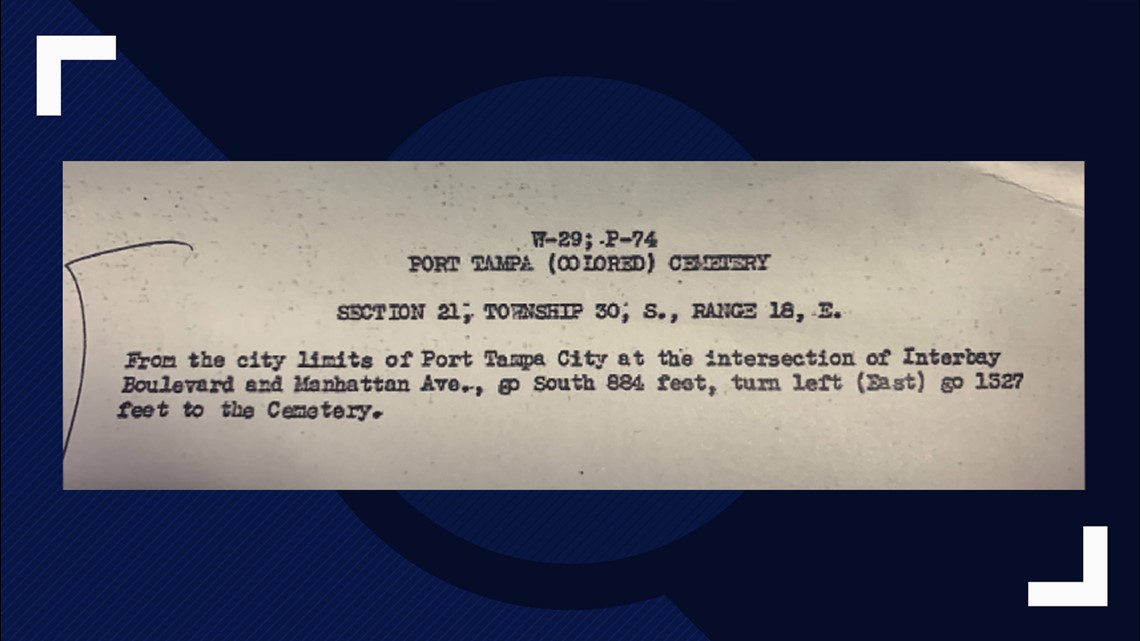 W-29; P-74
PORT TAMPA (COLORED) CEMETERY
SECTION 21; TOWNSHIP 30; S., RANGE 18, E.
From the city limits of Port Tampa City at the intersection of Interbay
Boulevard and Manhattan Ave., go South 884 feet, turn left (East) go 1327
feet to the Cemetery.